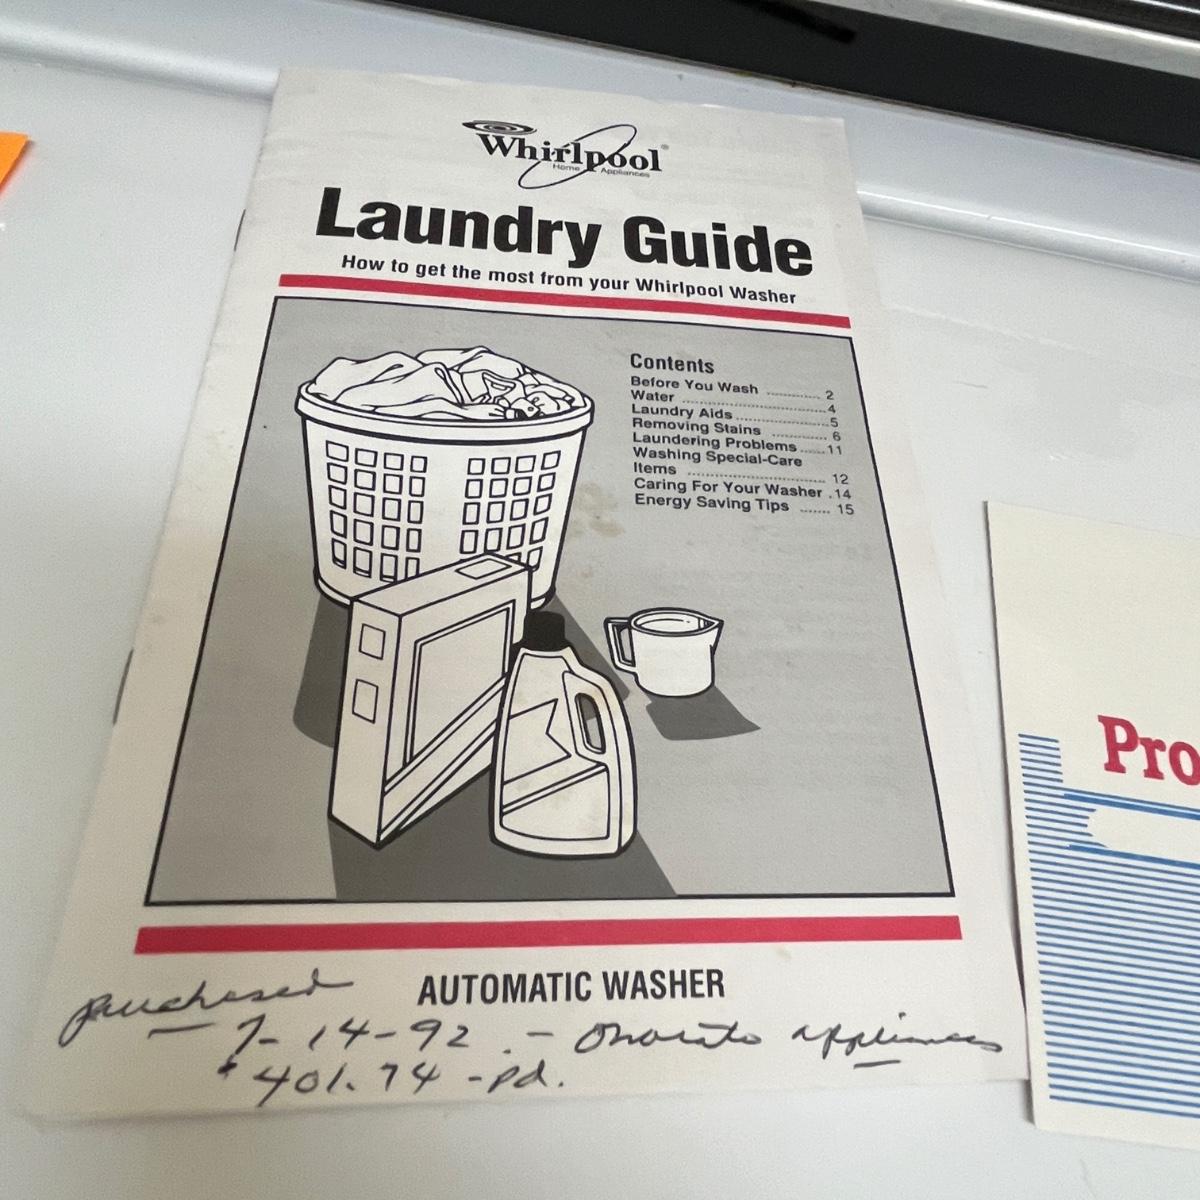 Whirlpool®
Home Appliances
Laundry Guide
How to get the most from your Whirlpool Washer
Contents
Before You Wash ............ 2
Water ................................ 4
Laundry Aids ..................... 5
Removing Stains ............ 6
Laundering Problems ...... 11
Washing Special-Care
Items ............................ 12
Caring For Your Washer . 14
Energy Saving Tips ....... 15
AUTOMATIC WASHER
purchased
7-14-92 - Onorato appliances
$401.74 - pd.
Pro